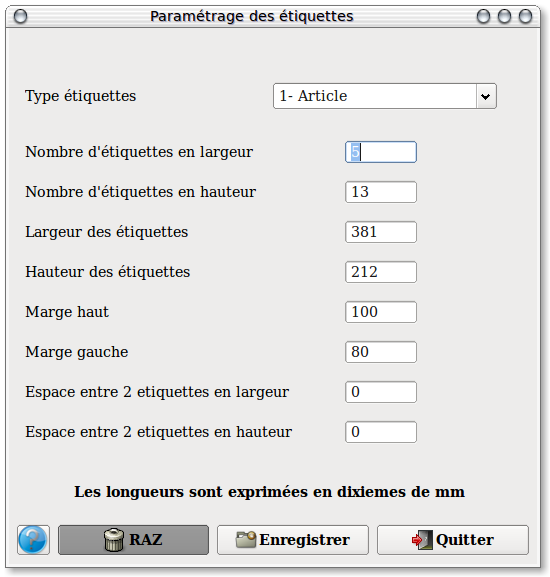 Paramétrage des étiquettes
Type étiquettes 1- Article
Nombre d'étiquettes en largeur 5
Nombre d'étiquettes en hauteur 13
Largeur des étiquettes 381
Hauteur des étiquettes 212
Marge haut 100
Marge gauche 80
Espace entre 2 etiquettes en largeur 0
Espace entre 2 etiquettes en hauteur 0
Les longueurs sont exprimées en dixiemes de mm
? RAZ Enregistrer Quitter